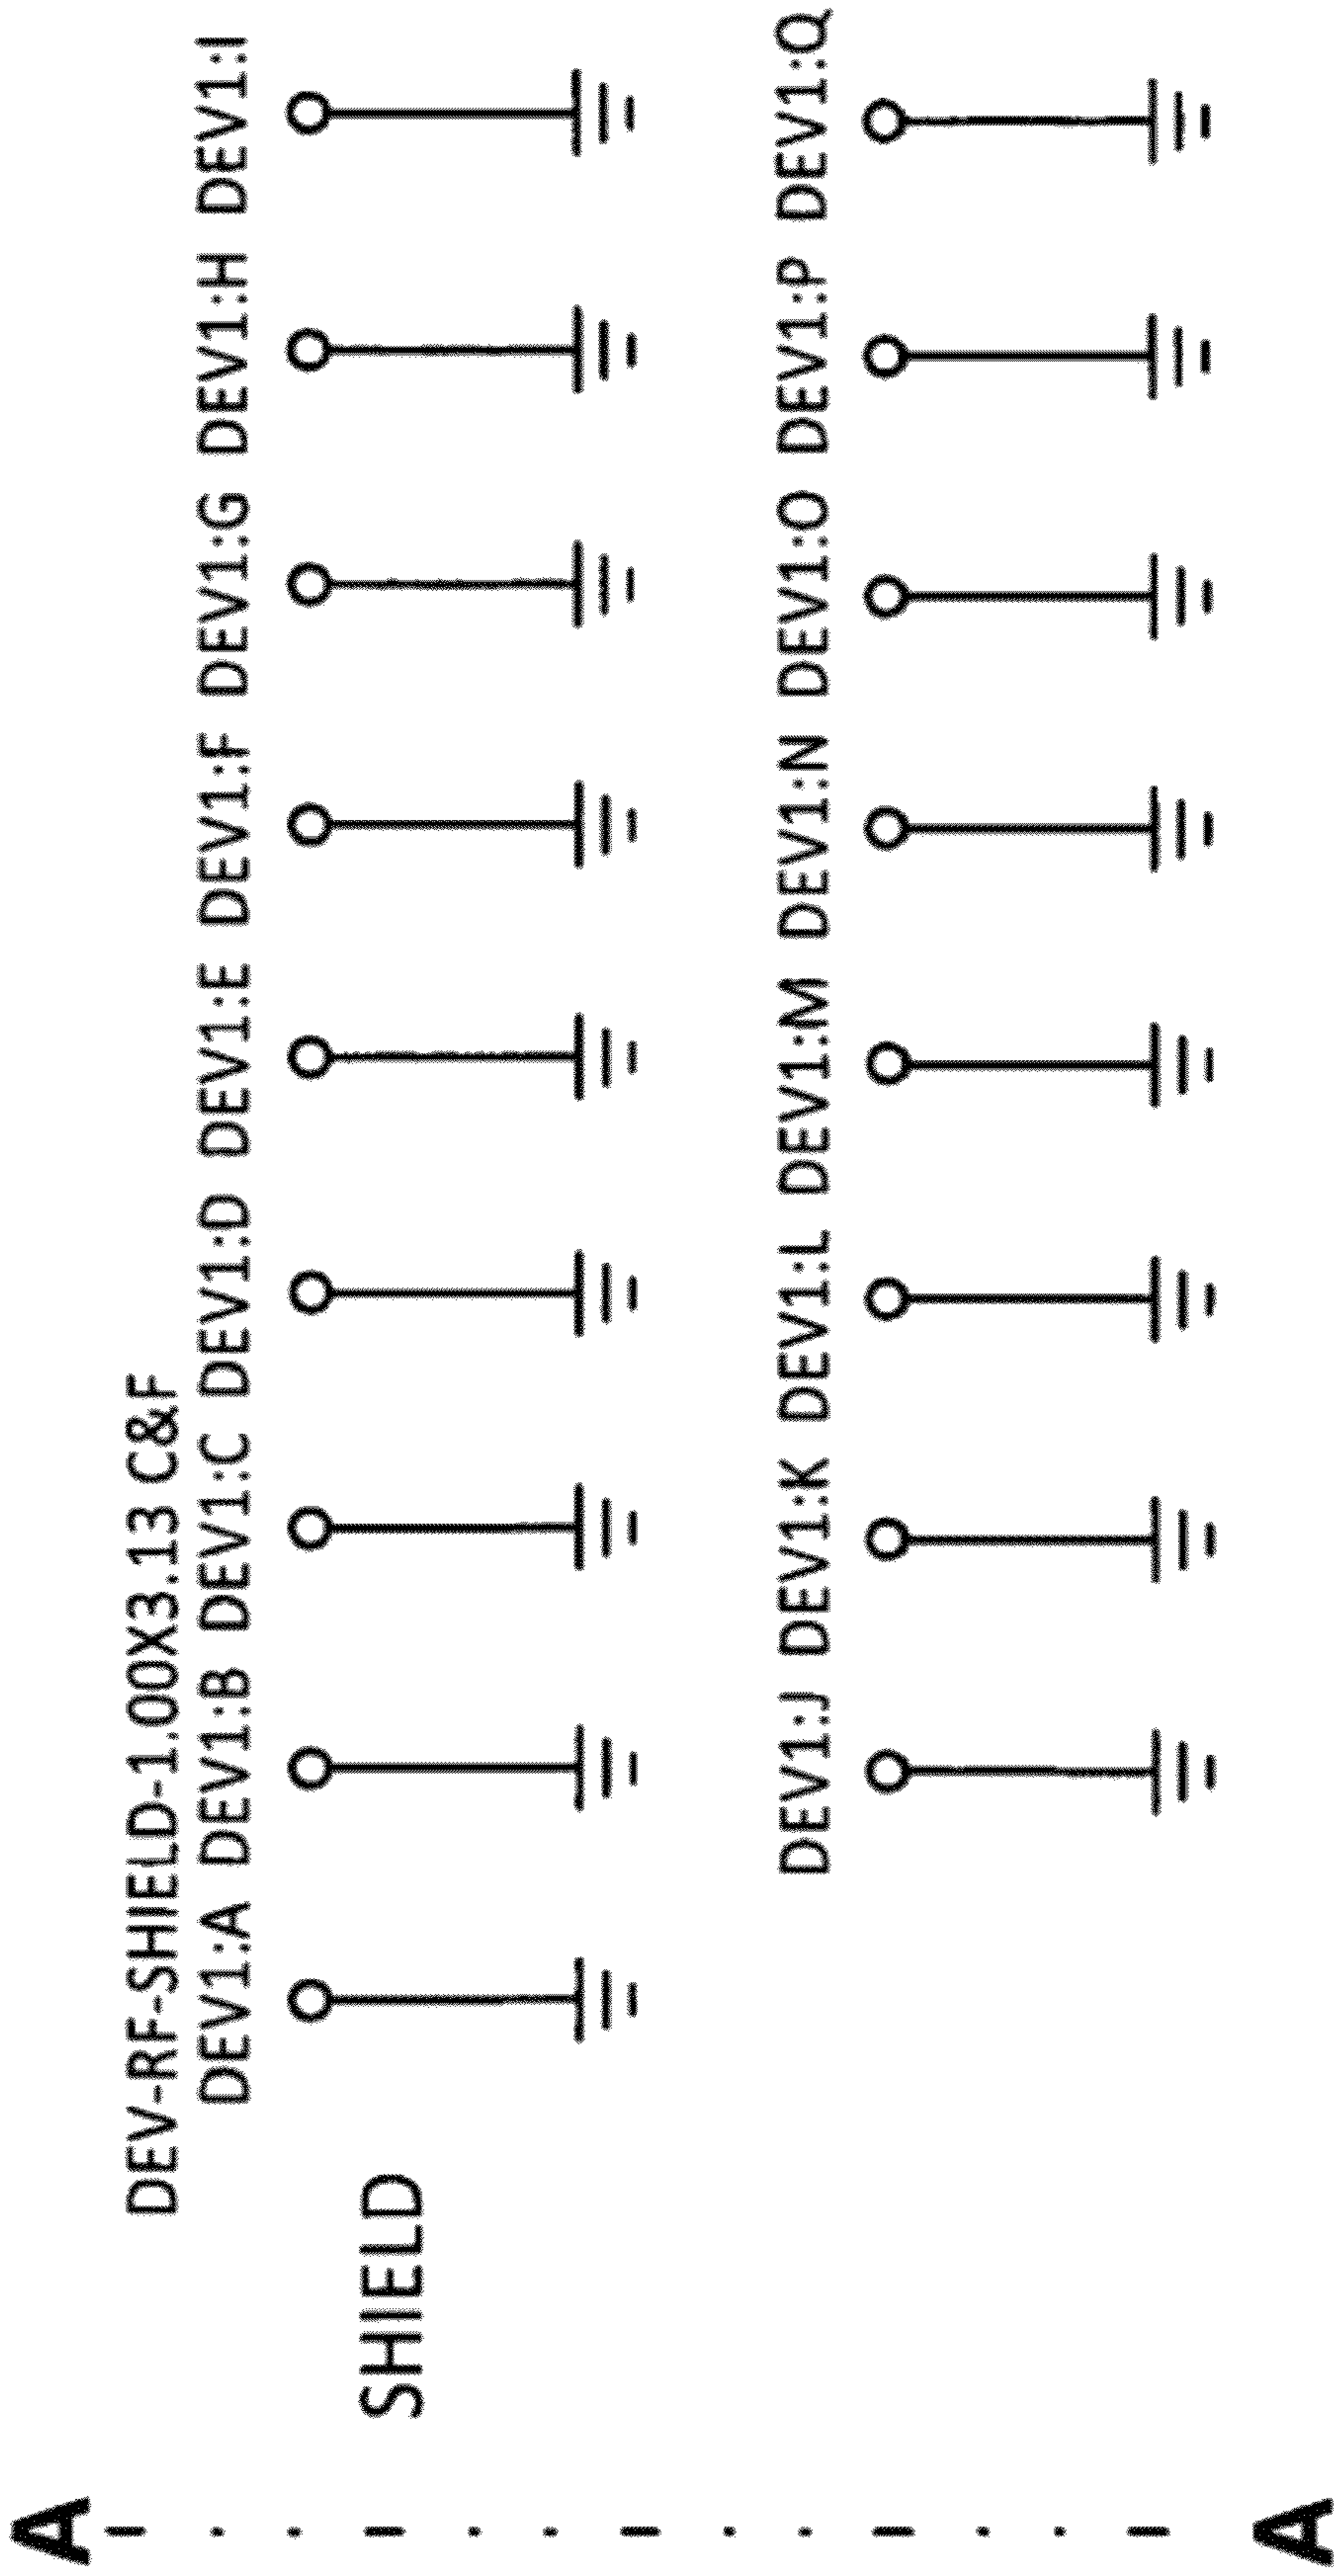 DEV-RF-SHIELD-1.00X3.13 C&F
DEV1:A DEV1:B DEV1:C DEV1:D DEV1:E DEV1:F DEV1:G DEV1:H DEV1:I
SHIELD
DEV1:J DEV1:K DEV1:L DEV1:M DEV1:N DEV1:O DEV1:P DEV1:Q
A
A